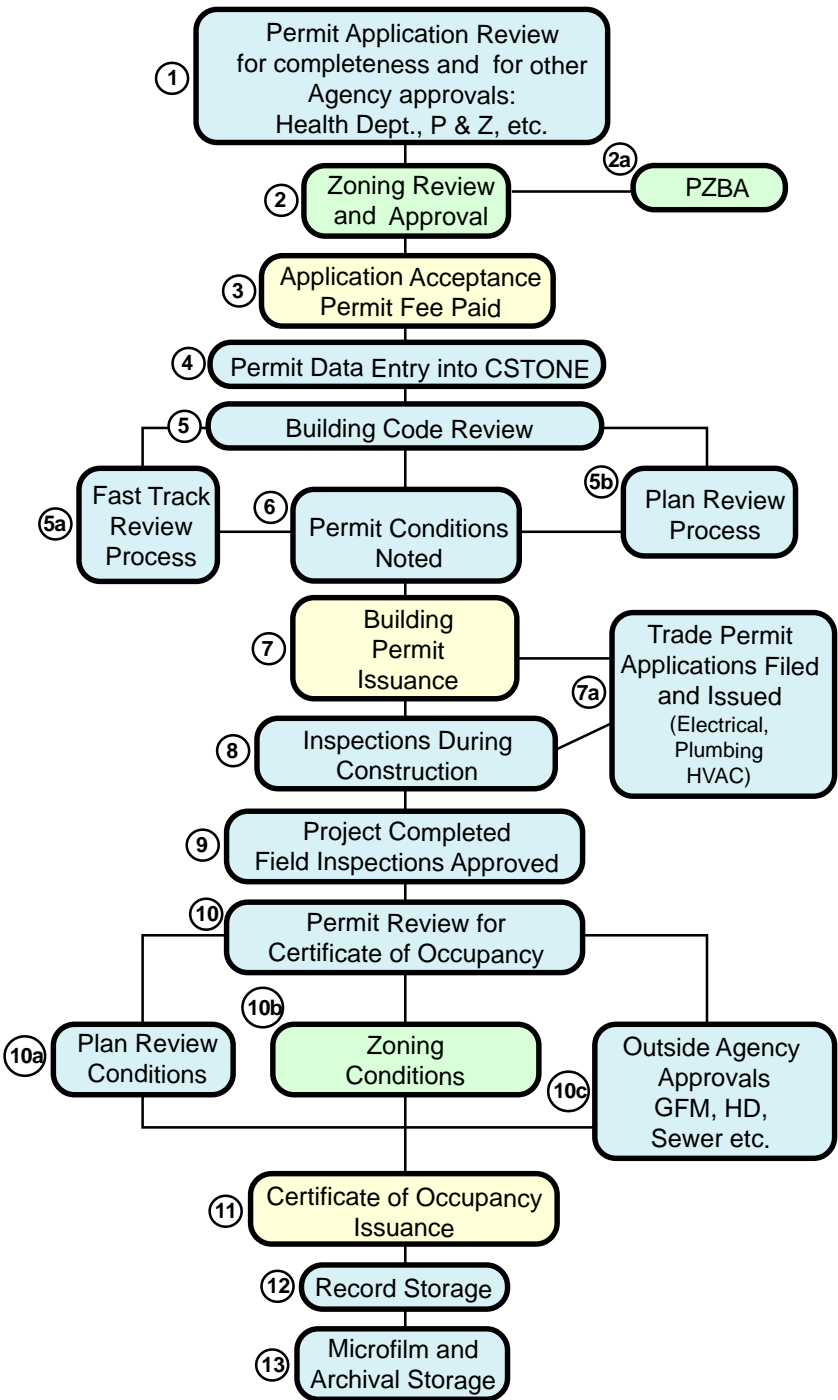 1
Permit Application Review
for completeness and for other
Agency approvals:
Health Dept., P & Z, etc.
2
Zoning Review
and Approval
2a
PZBA
3
Application Acceptance
Permit Fee Paid
4
Permit Data Entry into CSTONE
5
Building Code Review
5a
Fast Track
Review
Process
6
Permit Conditions
Noted
5b
Plan Review
Process
7
Building
Permit
Issuance
7a
Trade Permit
Applications Filed
and Issued
(Electrical,
Plumbing
HVAC)
8
Inspections During
Construction
9
Project Completed
Field Inspections Approved
10
Permit Review for
Certificate of Occupancy
10a
Plan Review
Conditions
10b
Zoning
Conditions
10c
Outside Agency
Approvals
GFM, HD,
Sewer etc.
11
Certificate of Occupancy
Issuance
12
Record Storage
13
Microfilm and
Archival Storage